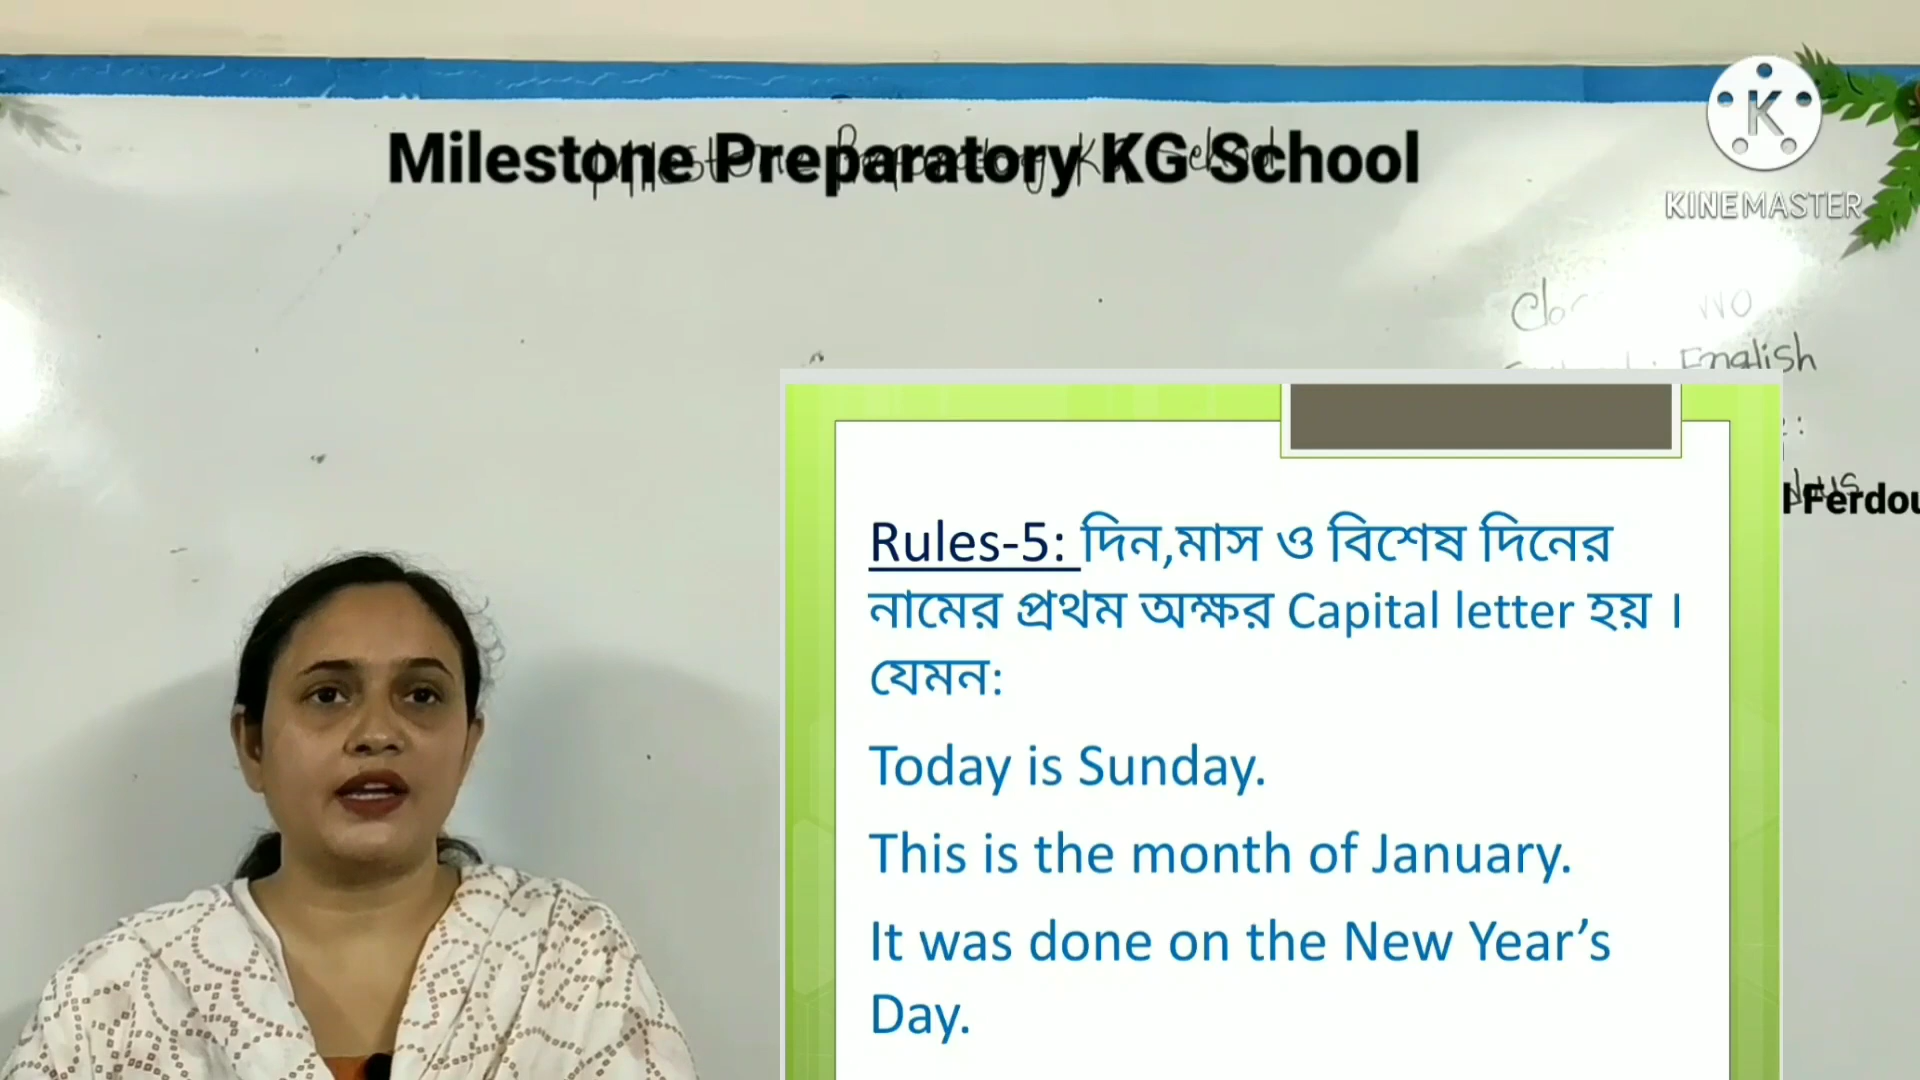 Milestone Preparatory KG School
K
KINEMASTER
English
Ferdou
Rules-5: দিন,মাস ও বিশেষ দিনের
নামের প্রথম অক্ষর Capital letter হয় ।
যেমন:
Today is Sunday.
This is the month of January.
It was done on the New Year’s
Day.